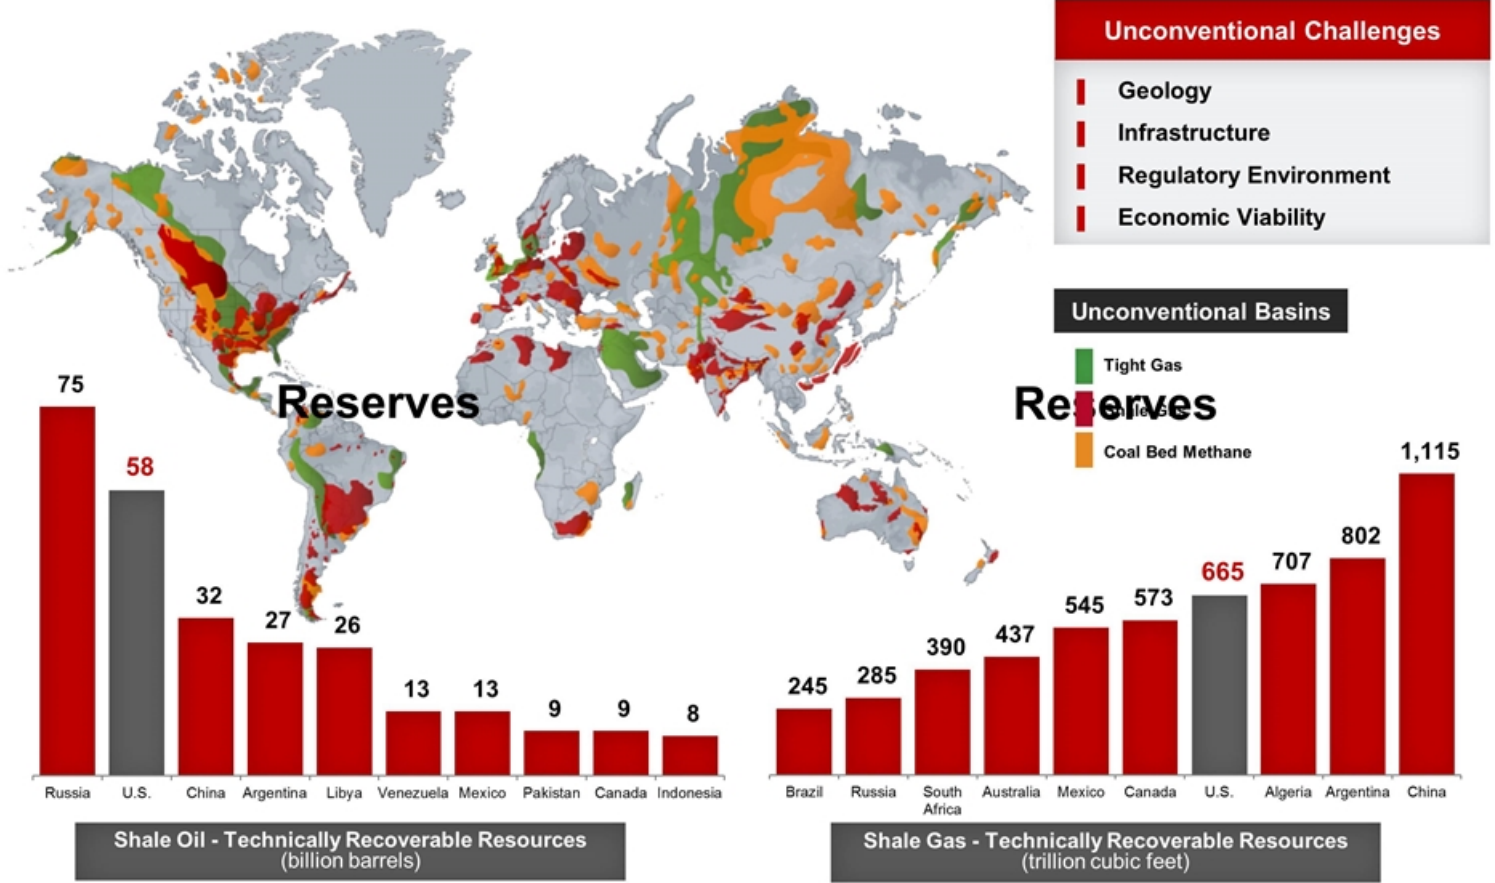 Unconventional Challenges
Geology
Infrastructure
Regulatory Environment
Economic Viability
Unconventional Basins
Tight Gas
Coal Bed Methane
Reserves
Reserves
75
58
32
27
26
13
13
9
9
8
Russia
U.S.
China
Argentina
Libya
Venezuela
Mexico
Pakistan
Canada
Indonesia
Shale Oil - Technically Recoverable Resources
(billion barrels)
245
285
390
437
545
573
665
707
802
1,115
Brazil
Russia
South
Africa
Australia
Mexico
Canada
U.S.
Algeria
Argentina
China
Shale Gas - Technically Recoverable Resources
(trillion cubic feet)